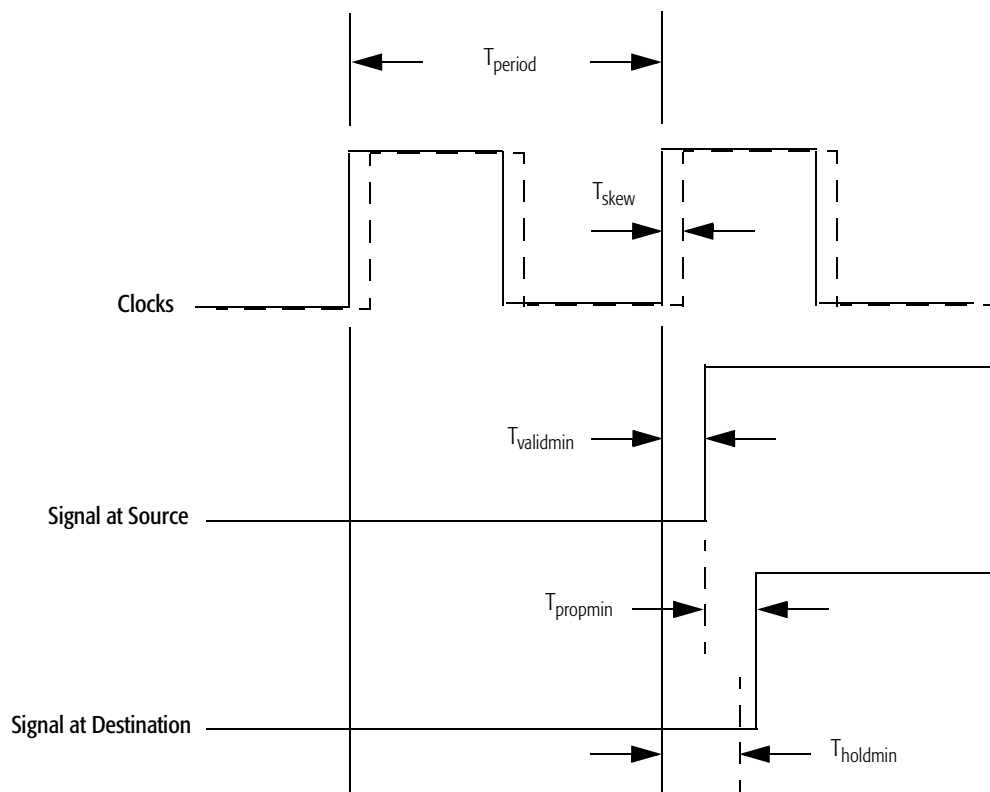 Tperiod
Tskew
Clocks
Tvalidmin
Signal at Source
Tpropmin
Signal at Destination
Tholdmin